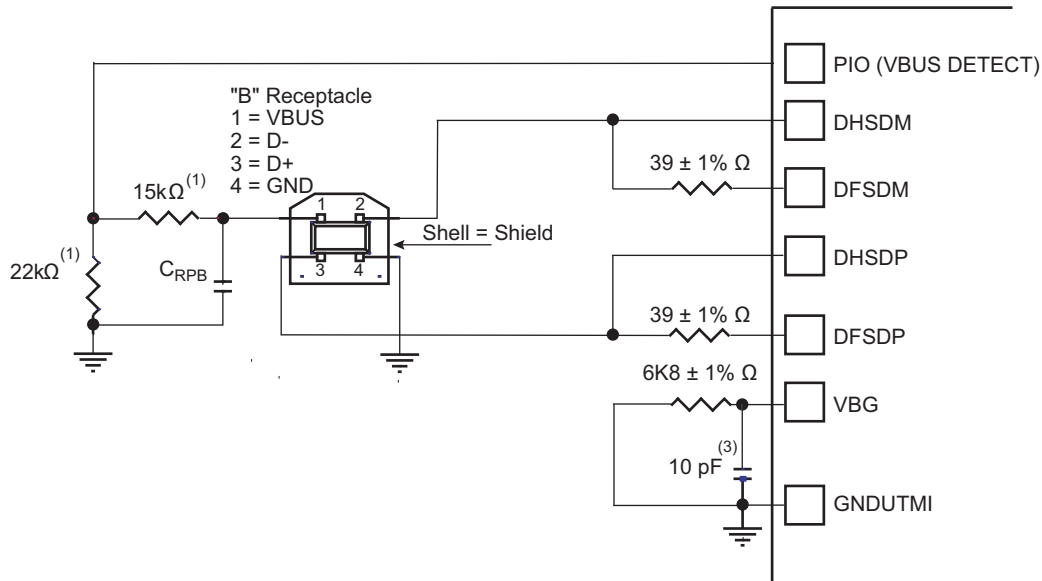 PIO (VBUS DETECT)
"B" Receptacle
1 = VBUS
2 = D-
3 = D+
4 = GND
DHSDM
39 ± 1% Ω
DFSDM
15kΩ(1)
1 2
Shell = Shield
DHSDP
22kΩ(1)
CRPB
3 4
39 ± 1% Ω
DFSDP
6K8 ± 1% Ω
VBG
10 pF(3)
GNDUTMI